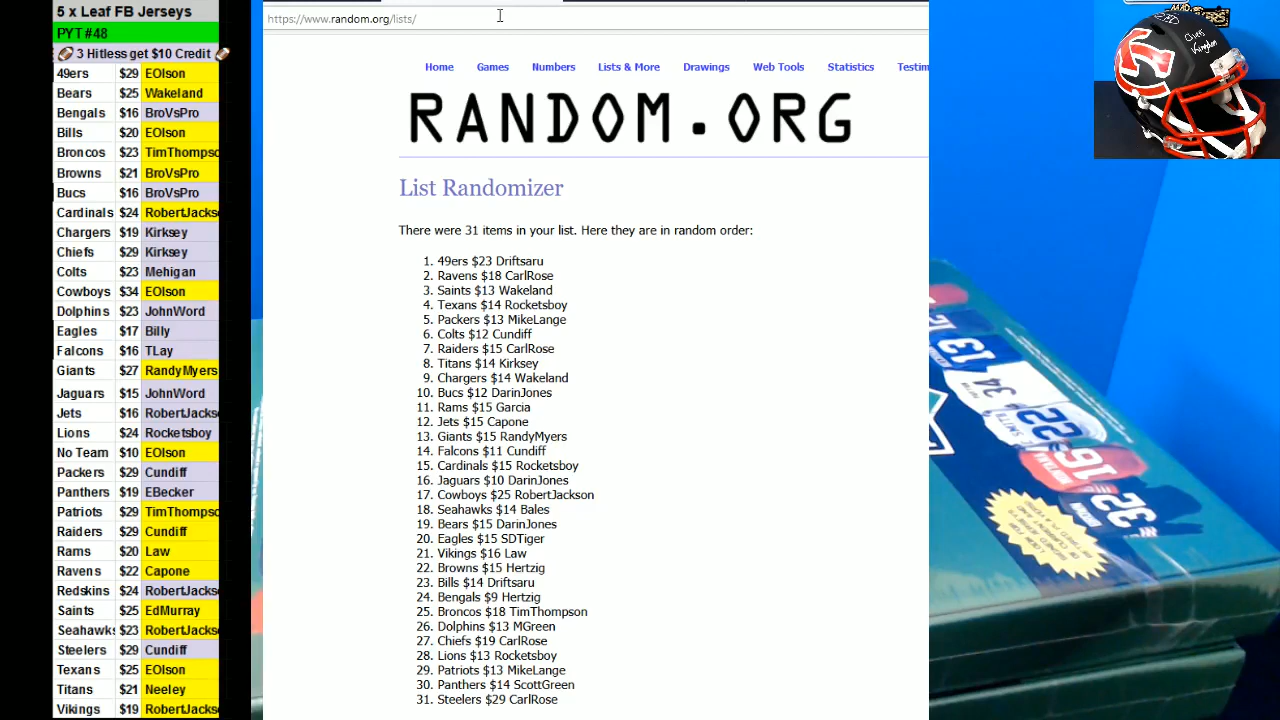 5 x Leaf FB Jerseys
PYT #48
3 Hitless get $10 Credit
49ers $29 EOlson
Bears $25 Wakeland
Bengals $16 BroVsPro
Bills $20 EOlson
Broncos $23 TimThompso
Browns $21 BroVsPro
Bucs $16 BroVsPro
Cardinals $24 RobertJackso
Chargers $19 Kirksey
Chiefs $29 Kirksey
Colts $23 Mehigan
Cowboys $34 EOlson
Dolphins $23 JohnWord
Eagles $17 Billy
Falcons $16 TLay
Giants $27 RandyMyers
Jaguars $15 JohnWord
Jets $16 RobertJackso
Lions $24 Rocketsboy
No Team $10 EOlson
Packers $29 Cundiff
Panthers $19 EBecker
Patriots $29 TimThompso
Raiders $29 Cundiff
Rams $20 Law
Ravens $22 Capone
Redskins $24 RobertJackso
Saints $25 EdMurray
Seahawks $23 RobertJackso
Steelers $29 Cundiff
Texans $25 EOlson
Titans $21 Neeley
Vikings $19 RobertJackso
https://www.random.org/lists/
Home Games Numbers Lists & More Drawings Web Tools Statistics Testim
RANDOM.ORG
List Randomizer
There were 31 items in your list. Here they are in random order:
1. 49ers $23 Driftsaru
2. Ravens $18 CarlRose
3. Saints $13 Wakeland
4. Texans $14 Rocketsboy
5. Packers $13 MikeLange
6. Colts $12 Cundiff
7. Raiders $15 CarlRose
8. Titans $14 Kirksey
9. Chargers $14 Wakeland
10. Bucs $12 DarinJones
11. Rams $15 Garcia
12. Jets $15 Capone
13. Giants $15 RandyMyers
14. Falcons $11 Cundiff
15. Cardinals $15 Rocketsboy
16. Jaguars $10 DarinJones
17. Cowboys $25 RobertJackson
18. Seahawks $14 Bales
19. Bears $15 DarinJones
20. Eagles $15 SDTiger
21. Vikings $16 Law
22. Browns $15 Hertzig
23. Bills $14 Driftsaru
24. Bengals $9 Hertzig
25. Broncos $18 TimThompson
26. Dolphins $13 MGreen
27. Chiefs $19 CarlRose
28. Lions $13 Rocketsboy
29. Patriots $13 MikeLange
30. Panthers $14 ScottGreen
31. Steelers $29 CarlRose
13
34
22
16
32